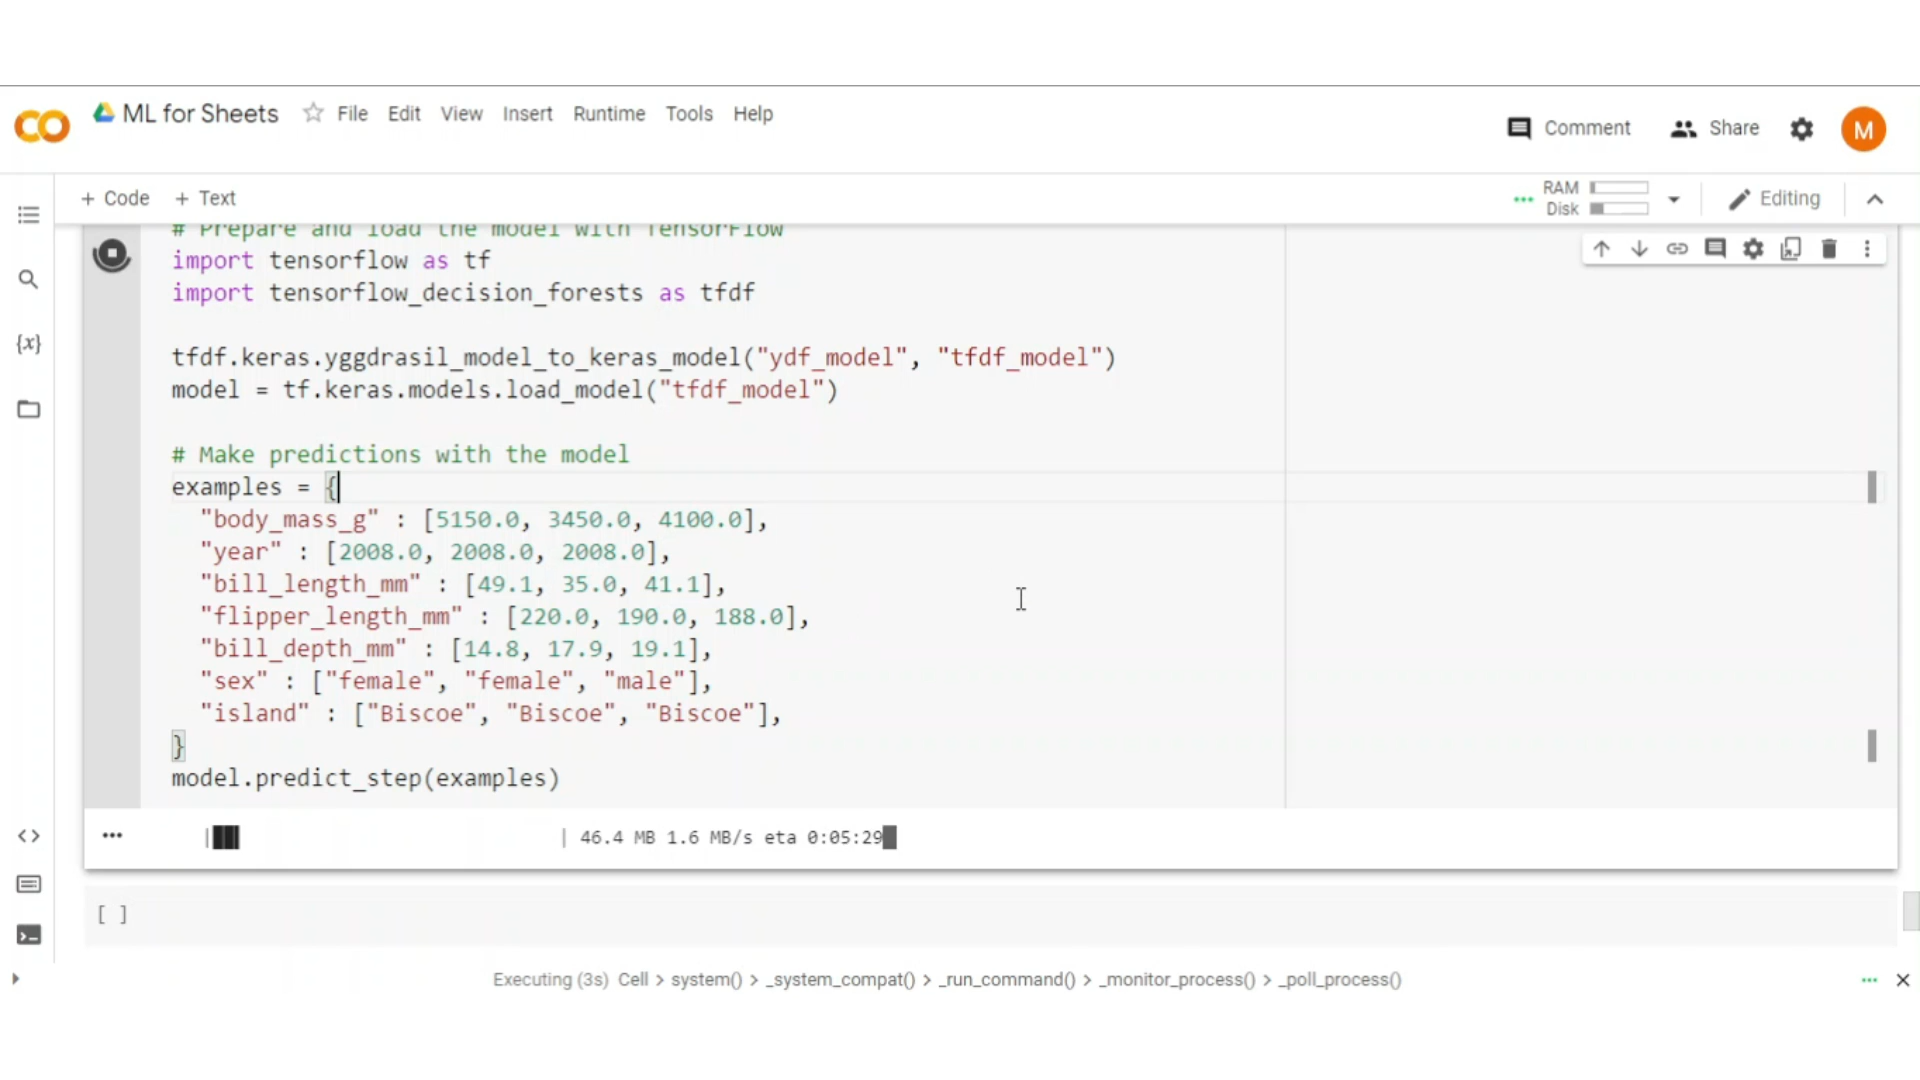 ML for Sheets File Edit View Insert Runtime Tools Help
Comment Share M
+ Code + Text
RAM
Disk
Editing
# Prepare and load the model with TensorFlow
import tensorflow as tf
import tensorflow_decision_forests as tfdf
tfdf.keras.yggdrasil_model_to_keras_model("ydf_model", "tfdf_model")
model = tf.keras.models.load_model("tfdf_model")
# Make predictions with the model
examples = {
"body_mass_g" : [5150.0, 3450.0, 4100.0],
"year" : [2008.0, 2008.0, 2008.0],
"bill_length_mm" : [49.1, 35.0, 41.1],
"flipper_length_mm" : [220.0, 190.0, 188.0],
"bill_depth_mm" : [14.8, 17.9, 19.1],
"sex" : ["female", "female", "male"],
"island" : ["Biscoe", "Biscoe", "Biscoe"],
}
model.predict_step(examples)
| | 46.4 MB 1.6 MB/s eta 0:05:29
[ ]
Executing (3s) Cell > system() > _system_compat() > _run_command() > _monitor_process() > _poll_process()